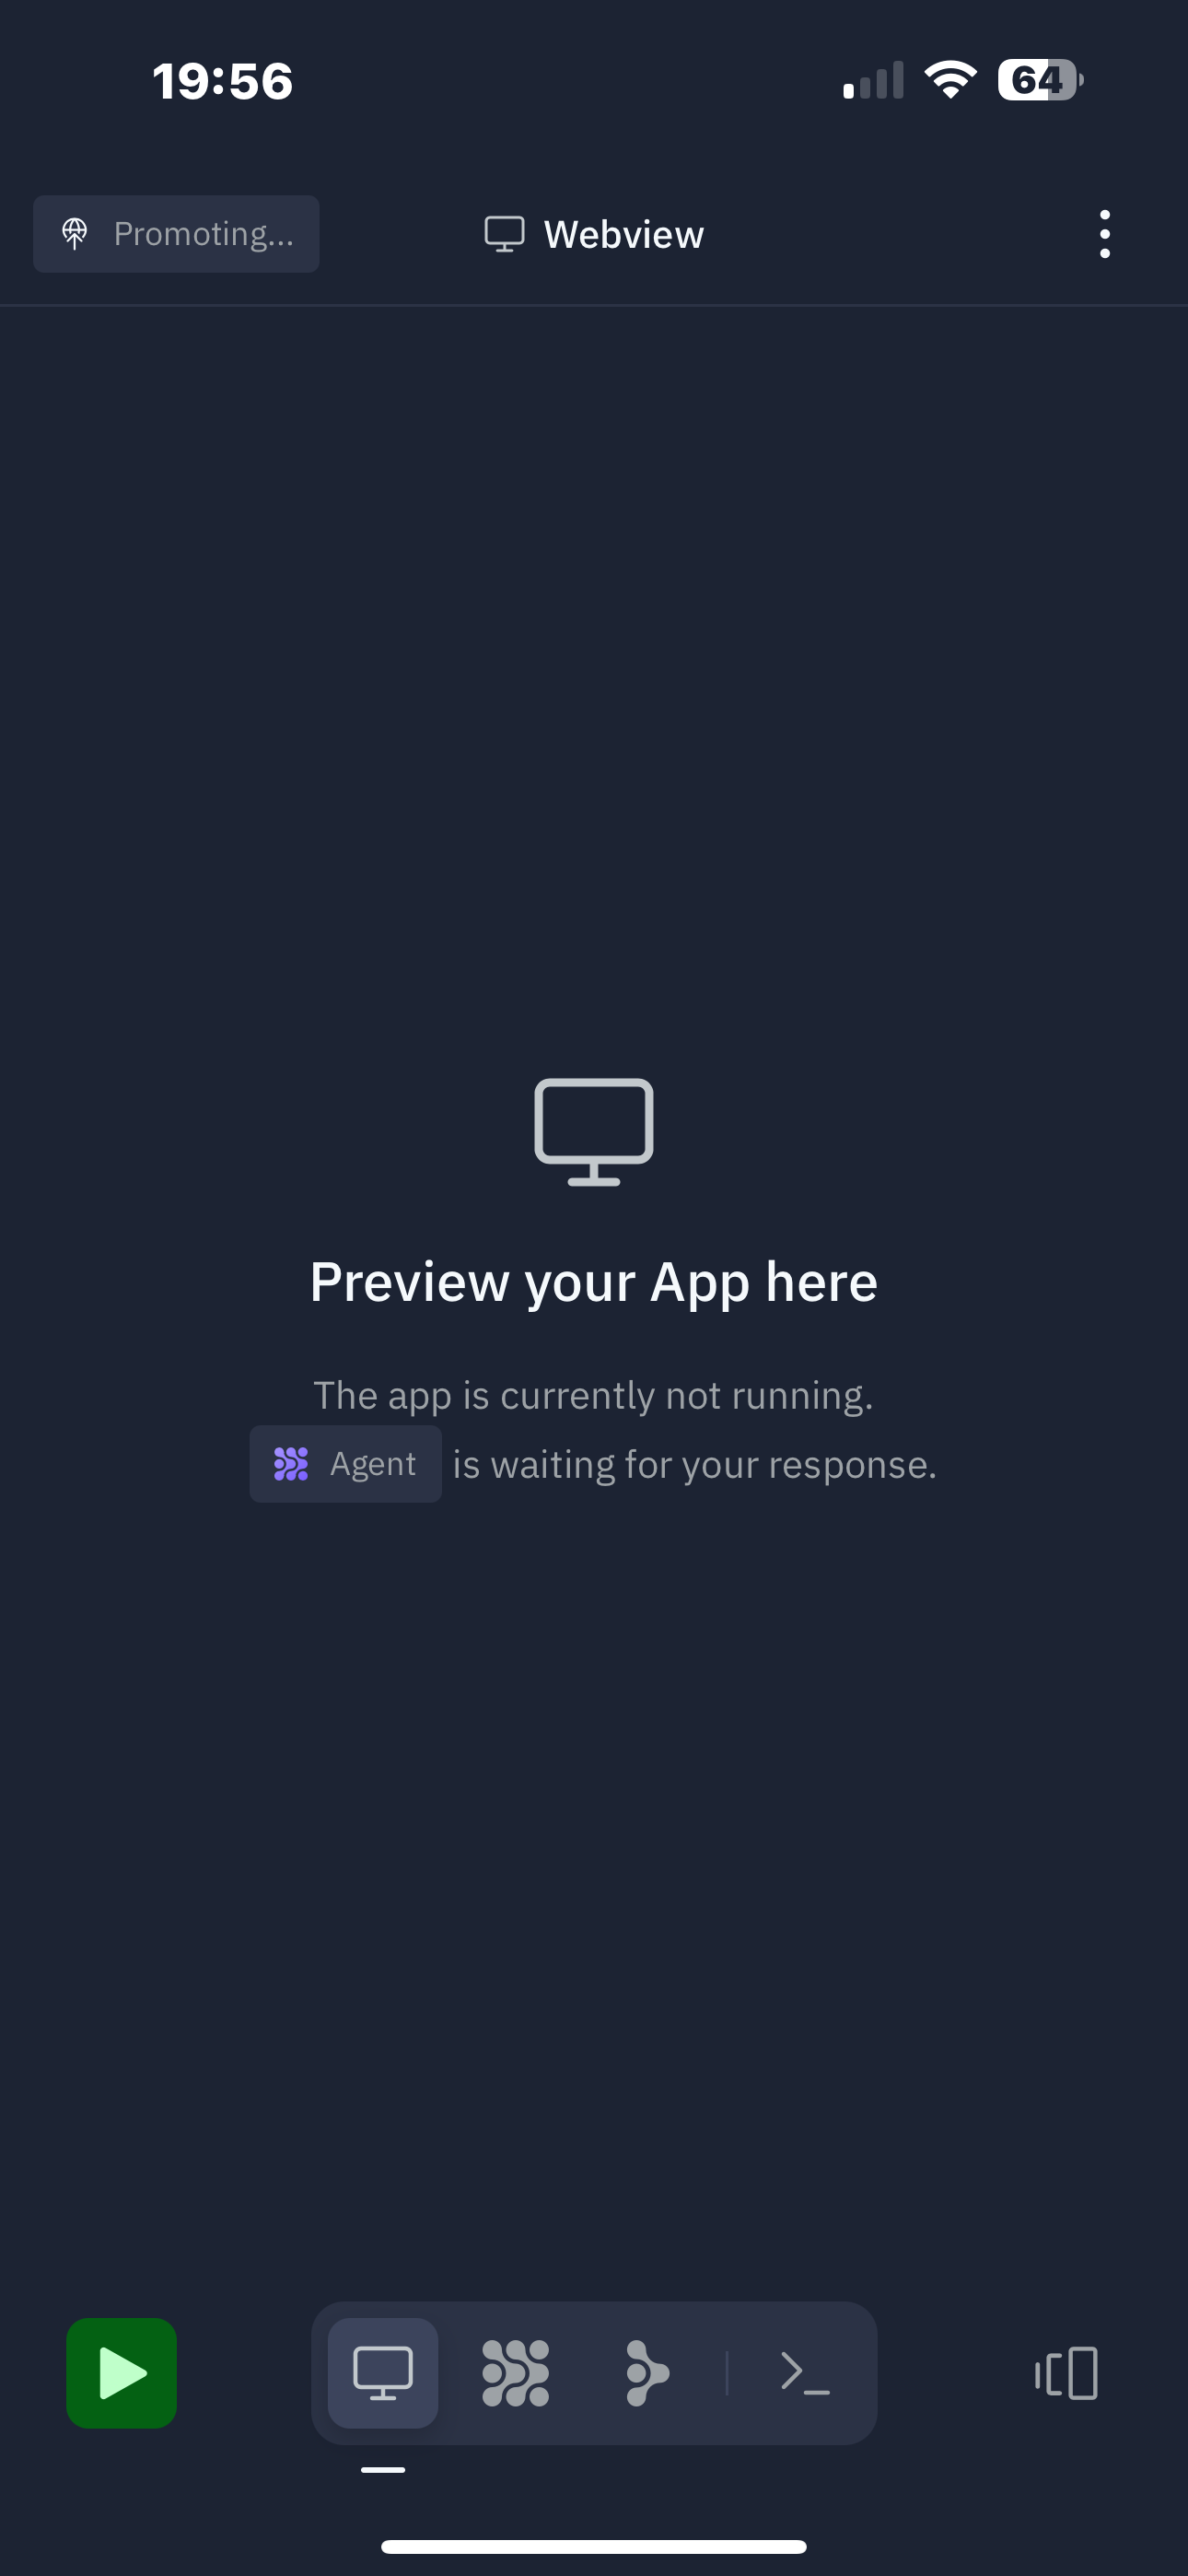 19:56
64
Promoting...
Webview
Preview your App here
The app is currently not running.
Agent is waiting for your response.